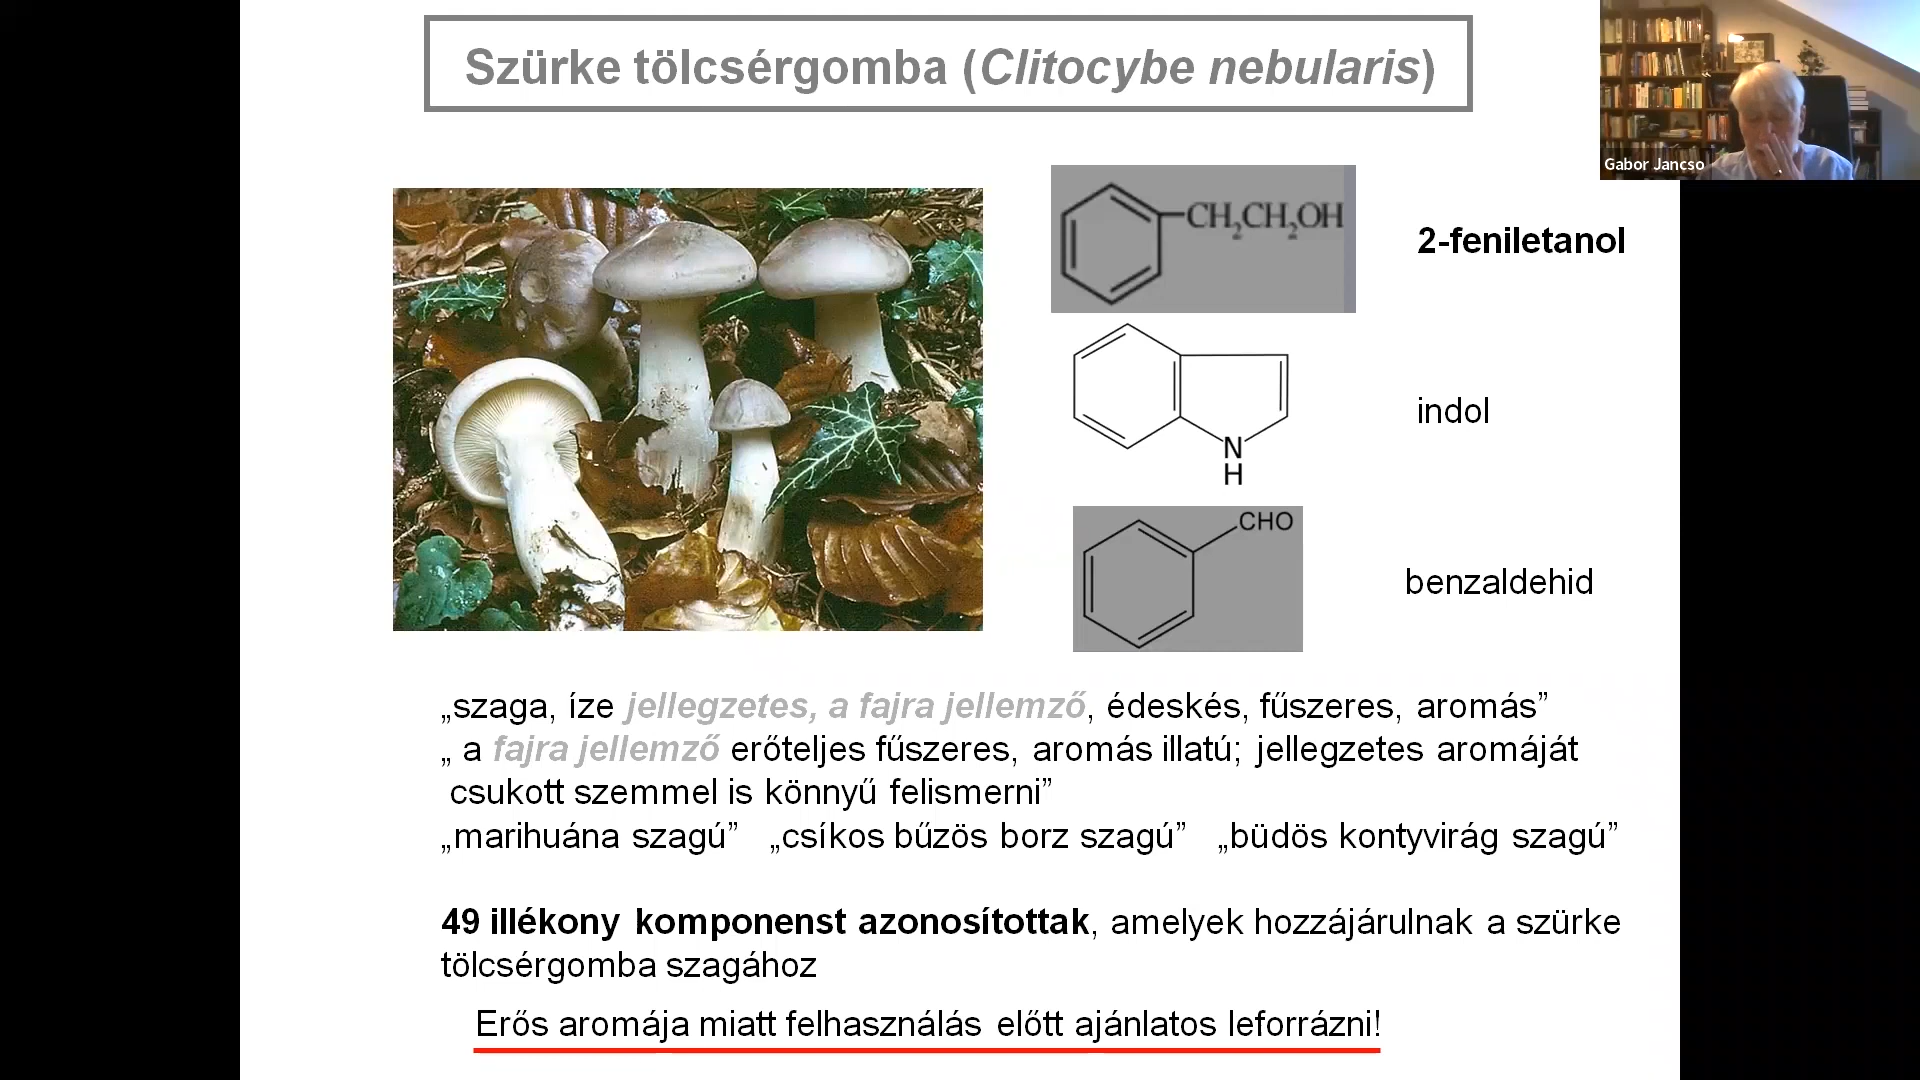 Szürke tölcsérgomba (Clitocybe nebularis)
Gabor Jancso
CH₂CH₂OH
2-feniletanol
indol
N
H
CHO
benzaldehid
„szaga, íze jellegzetes, a fajra jellemző, édeskés, fűszeres, aromás”
„ a fajra jellemző erőteljes fűszeres, aromás illatú; jellegzetes aromáját
csukott szemmel is könnyű felismerni”
„marihuána szagú” „csíkos bűzös borz szagú” „büdös kontyvirág szagú”
49 illékony komponenst azonosítottak, amelyek hozzájárulnak a szürke
tölcsérgomba szagához
Erős aromája miatt felhasználás előtt ajánlatos leforrázni!